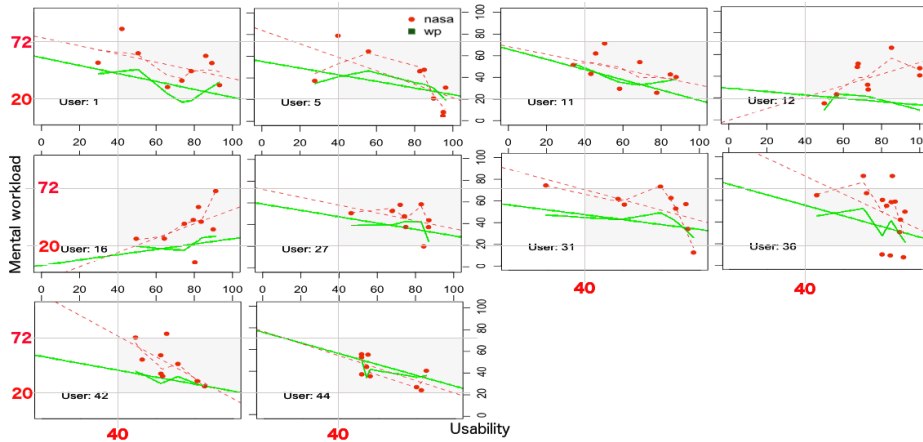 nasa
wp
72
20
User: 1
User: 5
User: 11
User: 12
0 20 40 60 80 100
0 20 40 60 80 100
0 20 40 60 80 100
0 20 40 60 80 100
0 20 40 60 80 100
Mental workload
72
20
User: 16
User: 27
User: 31
User: 36
0 20 40 60 80 100
0 20 40 60 80 100
0 20 40 60 80 100
40
40
72
20
User: 42
User: 44
0 20 40 60 80 100
40
40
Usability